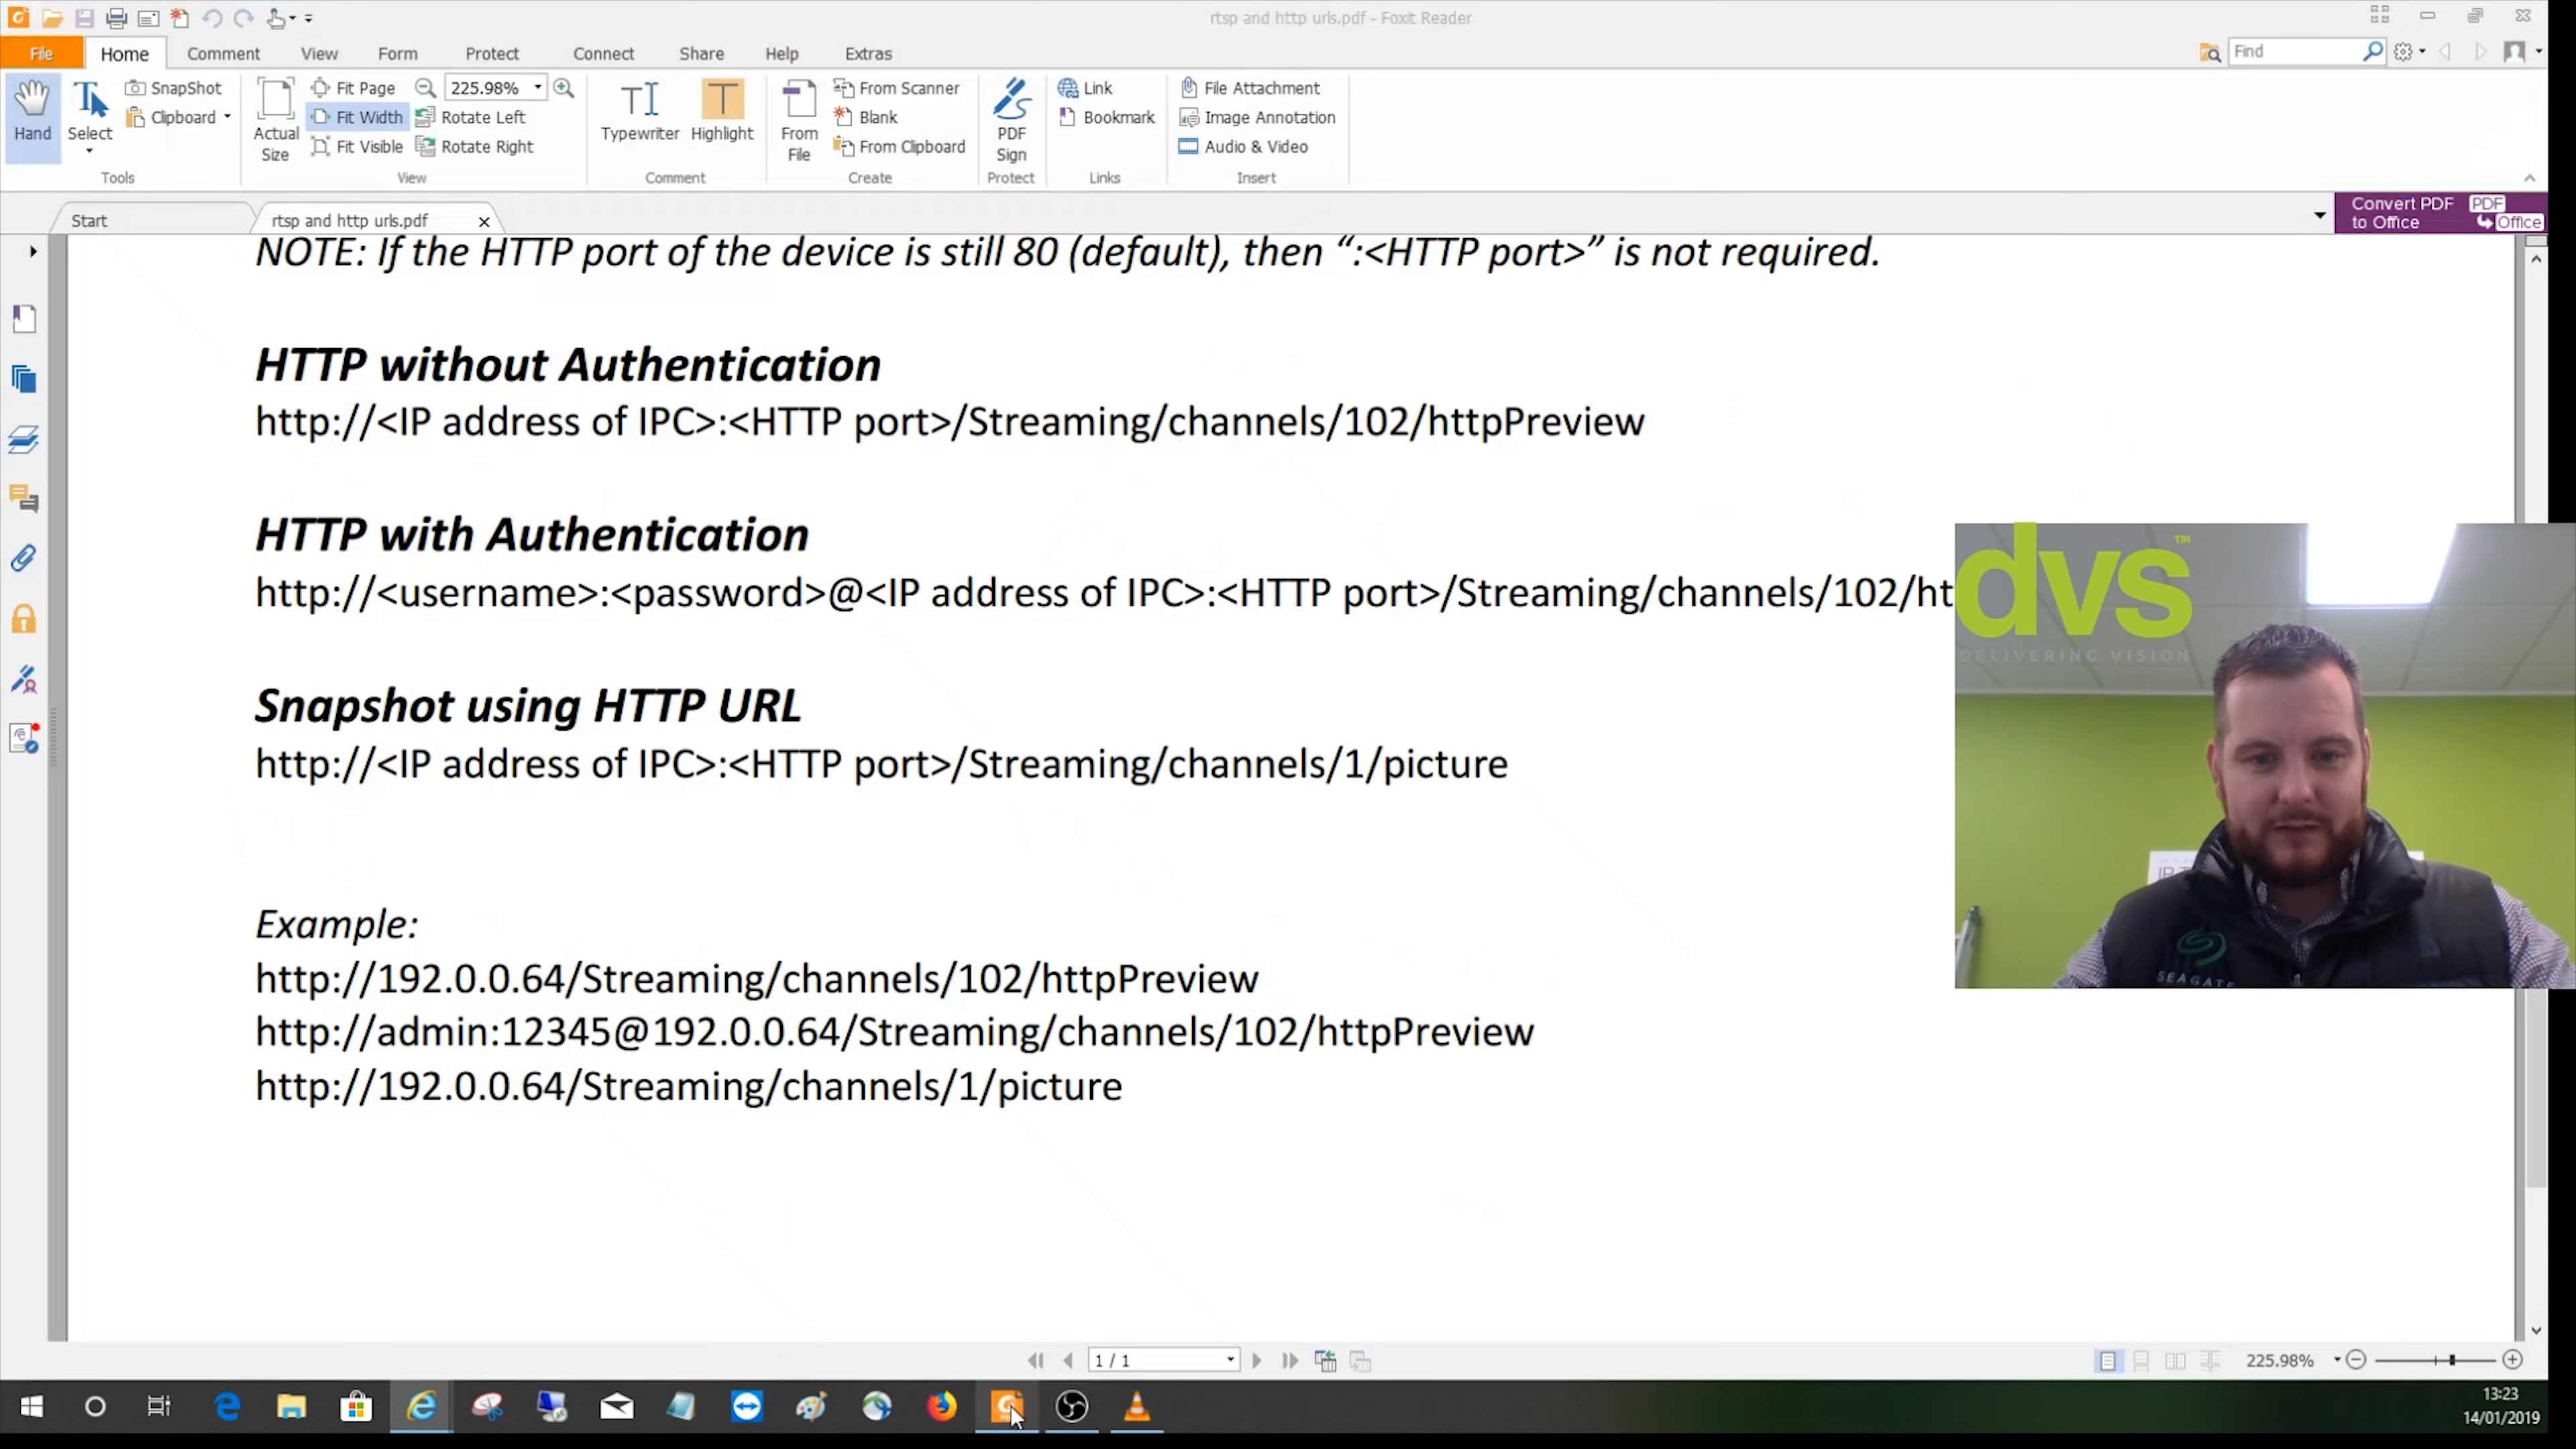 rtsp and http urls.pdf - Foxit Reader
File Home Comment View Form Protect Connect Share Help Extras
Find
Hand
Select
SnapShot
Clipboard
Tools
Actual Size
Fit Page
Fit Width
Fit Visible
225.98%
Rotate Left
Rotate Right
View
Typewriter
Highlight
Comment
From File
From Scanner
Blank
From Clipboard
Create
PDF Sign
Protect
Link
Bookmark
Links
File Attachment
Image Annotation
Audio & Video
Insert
Start
rtsp and http urls.pdf
Convert PDF to Office
PDF
Office
NOTE: If the HTTP port of the device is still 80 (default), then “:<HTTP port>” is not required.
HTTP without Authentication
http://<IP address of IPC>:<HTTP port>/Streaming/channels/102/httpPreview
HTTP with Authentication
http://<username>:<password>@<IP address of IPC>:<HTTP port>/Streaming/channels/102/ht
dvs™
DELIVERING VISION
Snapshot using HTTP URL
http://<IP address of IPC>:<HTTP port>/Streaming/channels/1/picture
SEAGATE
Example:
http://192.0.0.64/Streaming/channels/102/httpPreview
http://admin:12345@192.0.0.64/Streaming/channels/102/httpPreview
http://192.0.0.64/Streaming/channels/1/picture
1 / 1
225.98%
13:23
14/01/2019